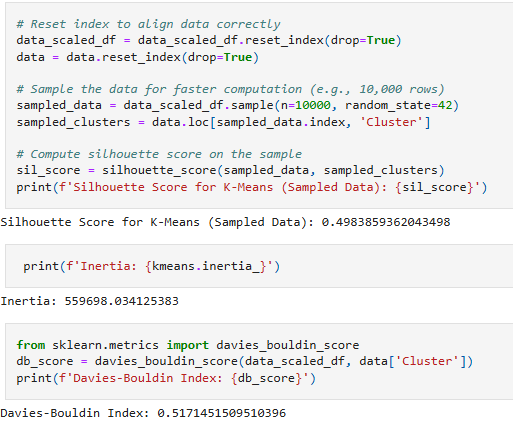 # Reset index to align data correctly
data_scaled_df = data_scaled_df.reset_index(drop=True)
data = data.reset_index(drop=True)
# Sample the data for faster computation (e.g., 10,000 rows)
sampled_data = data_scaled_df.sample(n=10000, random_state=42)
sampled_clusters = data.loc[sampled_data.index, 'Cluster']
# Compute silhouette score on the sample
sil_score = silhouette_score(sampled_data, sampled_clusters)
print(f'Silhouette Score for K-Means (Sampled Data): {sil_score}')
Silhouette Score for K-Means (Sampled Data): 0.4983859362043498
print(f'Inertia: {kmeans.inertia_}')
Inertia: 559698.034125383
from sklearn.metrics import davies_bouldin_score
db_score = davies_bouldin_score(data_scaled_df, data['Cluster'])
print(f'Davies-Bouldin Index: {db_score}')
Davies-Bouldin Index: 0.5171451509510396